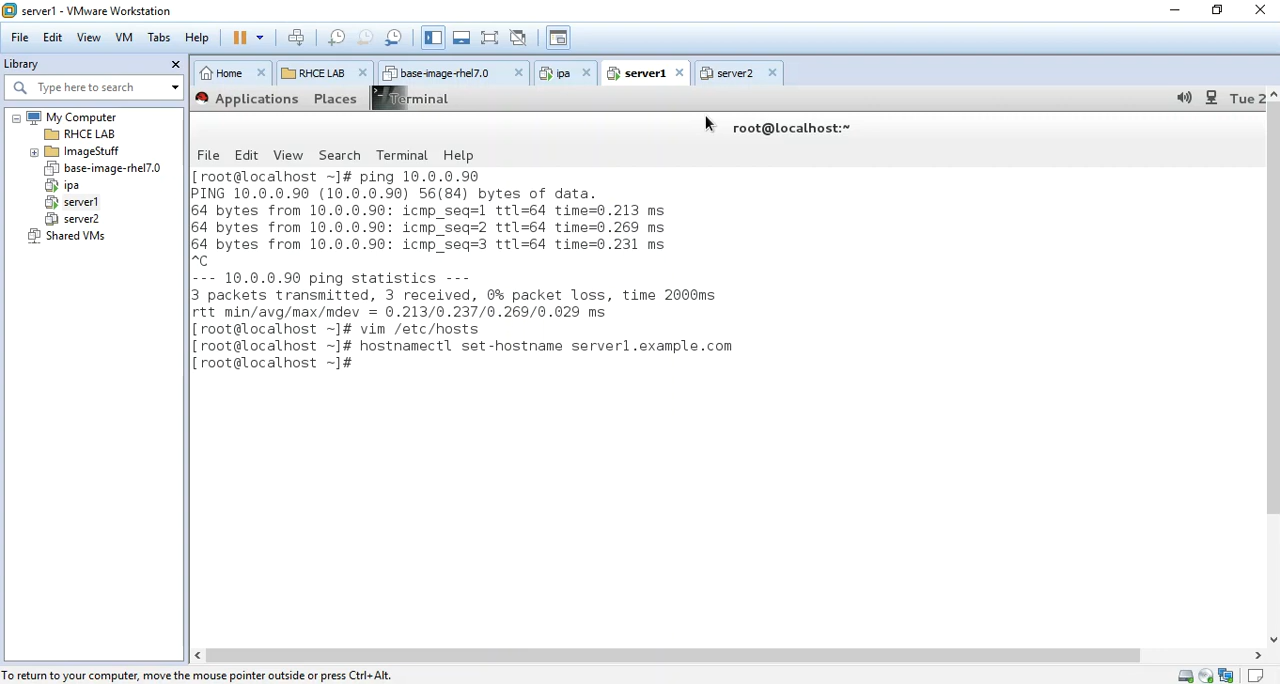 server1 - VMware Workstation
File Edit View VM Tabs Help
Library
Type here to search
My Computer
RHCE LAB
ImageStuff
base-image-rhel7.0
ipa
server1
server2
Shared VMs
Home RHCE LAB base-image-rhel7.0 ipa server1 server2
Applications Places Terminal Tue 2
root@localhost:~
File Edit View Search Terminal Help
[root@localhost ~]# ping 10.0.0.90
PING 10.0.0.90 (10.0.0.90) 56(84) bytes of data.
64 bytes from 10.0.0.90: icmp_seq=1 ttl=64 time=0.213 ms
64 bytes from 10.0.0.90: icmp_seq=2 ttl=64 time=0.269 ms
64 bytes from 10.0.0.90: icmp_seq=3 ttl=64 time=0.231 ms
^C
--- 10.0.0.90 ping statistics ---
3 packets transmitted, 3 received, 0% packet loss, time 2000ms
rtt min/avg/max/mdev = 0.213/0.237/0.269/0.029 ms
[root@localhost ~]# vim /etc/hosts
[root@localhost ~]# hostnamectl set-hostname server1.example.com
[root@localhost ~]#
To return to your computer, move the mouse pointer outside or press Ctrl+Alt.